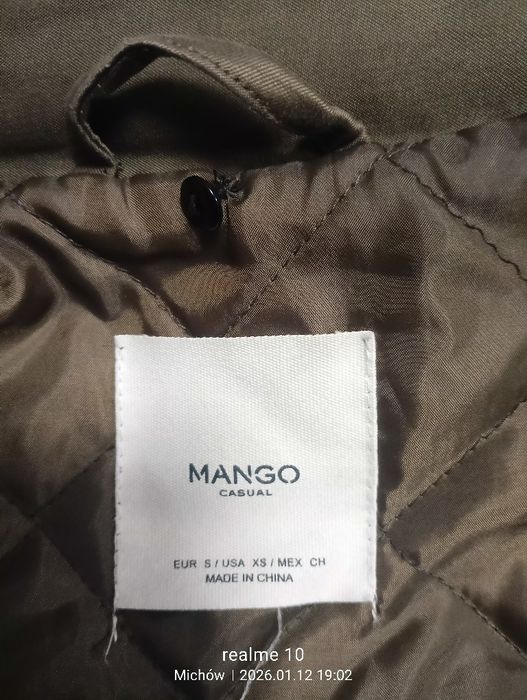 MANGO
CASUAL
EUR S / USA XS / MEX CH
MADE IN CHINA
realme 10
Michów | 2026.01.12 19:02